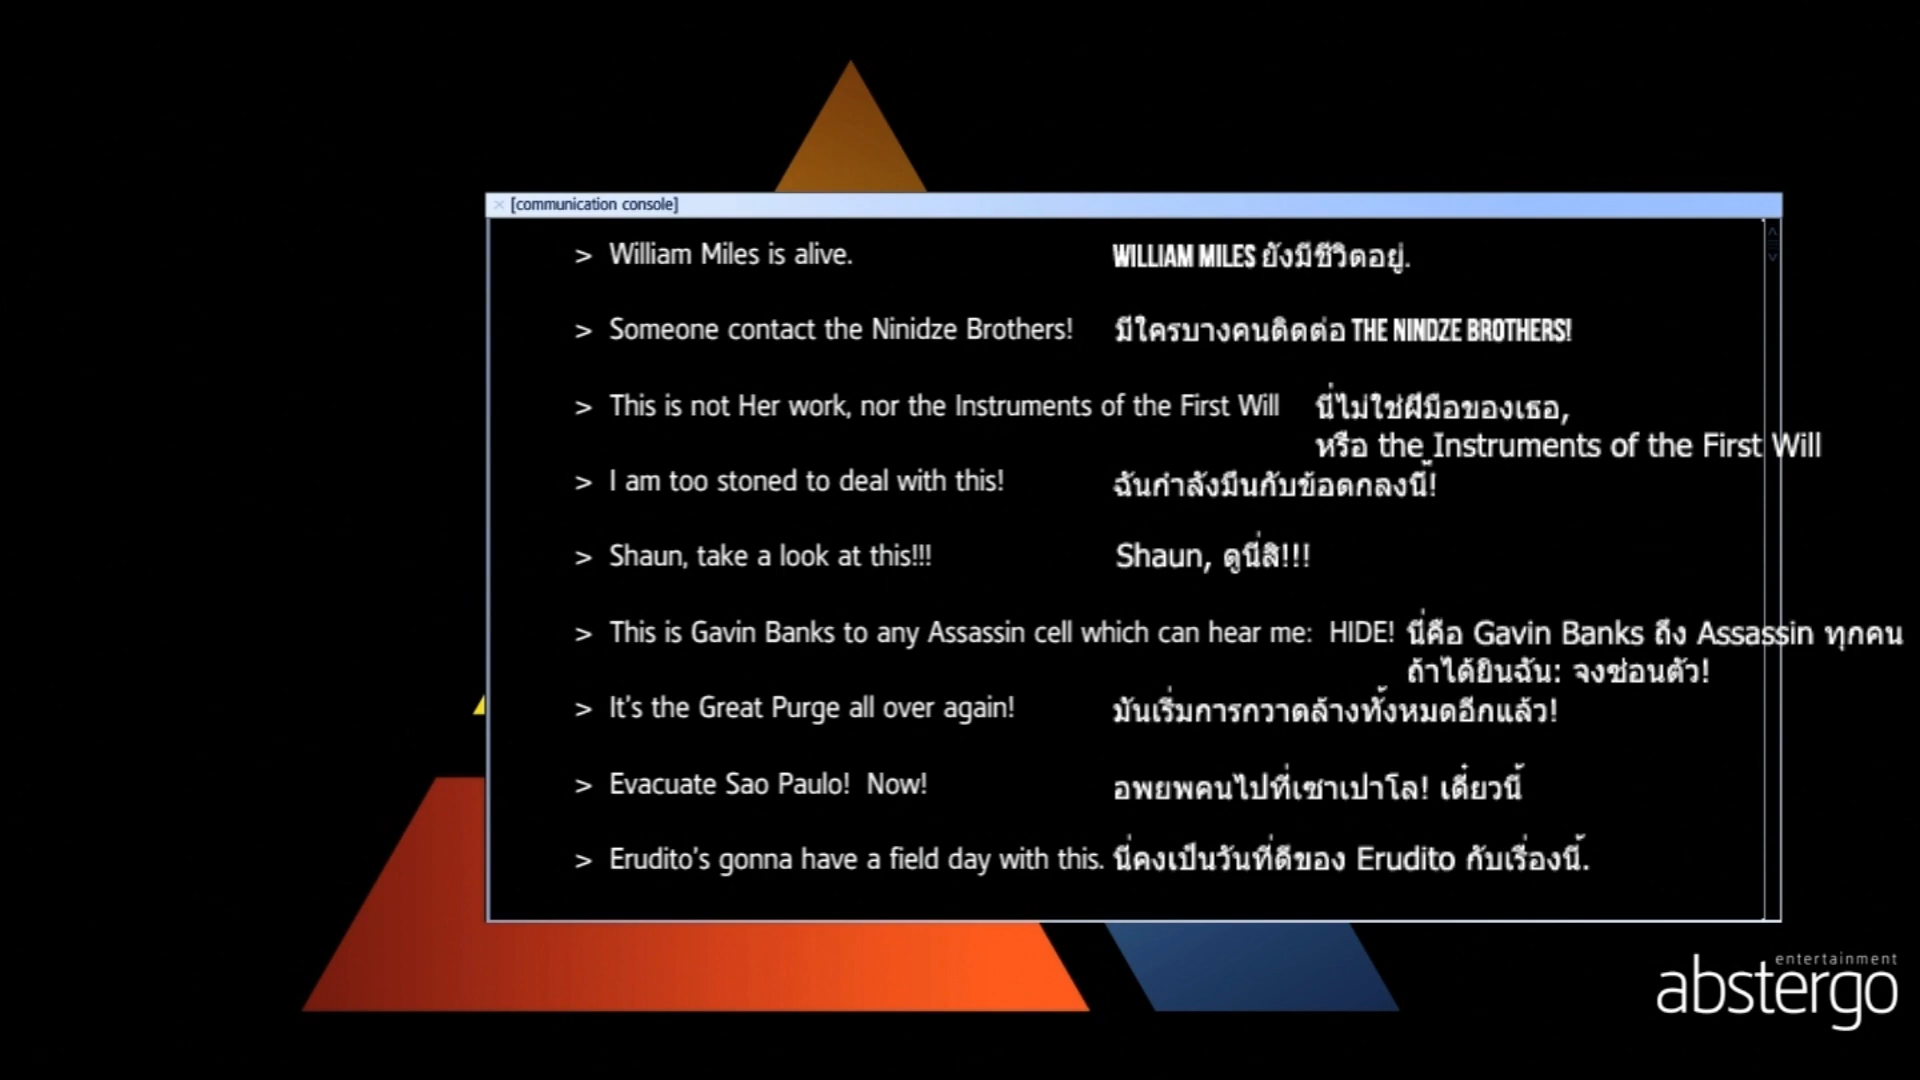 × [communication console]
> William Miles is alive. WILLIAM MILES ยังมีชีวิตอยู่.
> Someone contact the Ninidze Brothers! มีใครบางคนติดต่อ THE NINDZE BROTHERS!
> This is not Her work, nor the Instruments of the First Will นี่ไม่ใช่ฝีมือของเธอ,
หรือ the Instruments of the First Will
> I am too stoned to deal with this! ฉันกำลังมึนกับข้อตกลงนี้!
> Shaun, take a look at this!!! Shaun, ดูนี่สิ!!!
> This is Gavin Banks to any Assassin cell which can hear me: HIDE! นี่คือ Gavin Banks ถึง Assassin ทุกคน
ถ้าได้ยินฉัน: จงซ่อนตัว!
> It's the Great Purge all over again! มันเริ่มการกวาดล้างทั้งหมดอีกแล้ว!
> Evacuate Sao Paulo! Now! อพยพคนไปที่เซาเปาโล! เดี๋ยวนี้
> Erudito's gonna have a field day with this. นี่คงเป็นวันที่ดีของ Erudito กับเรื่องนี้.
entertainment
abstergo